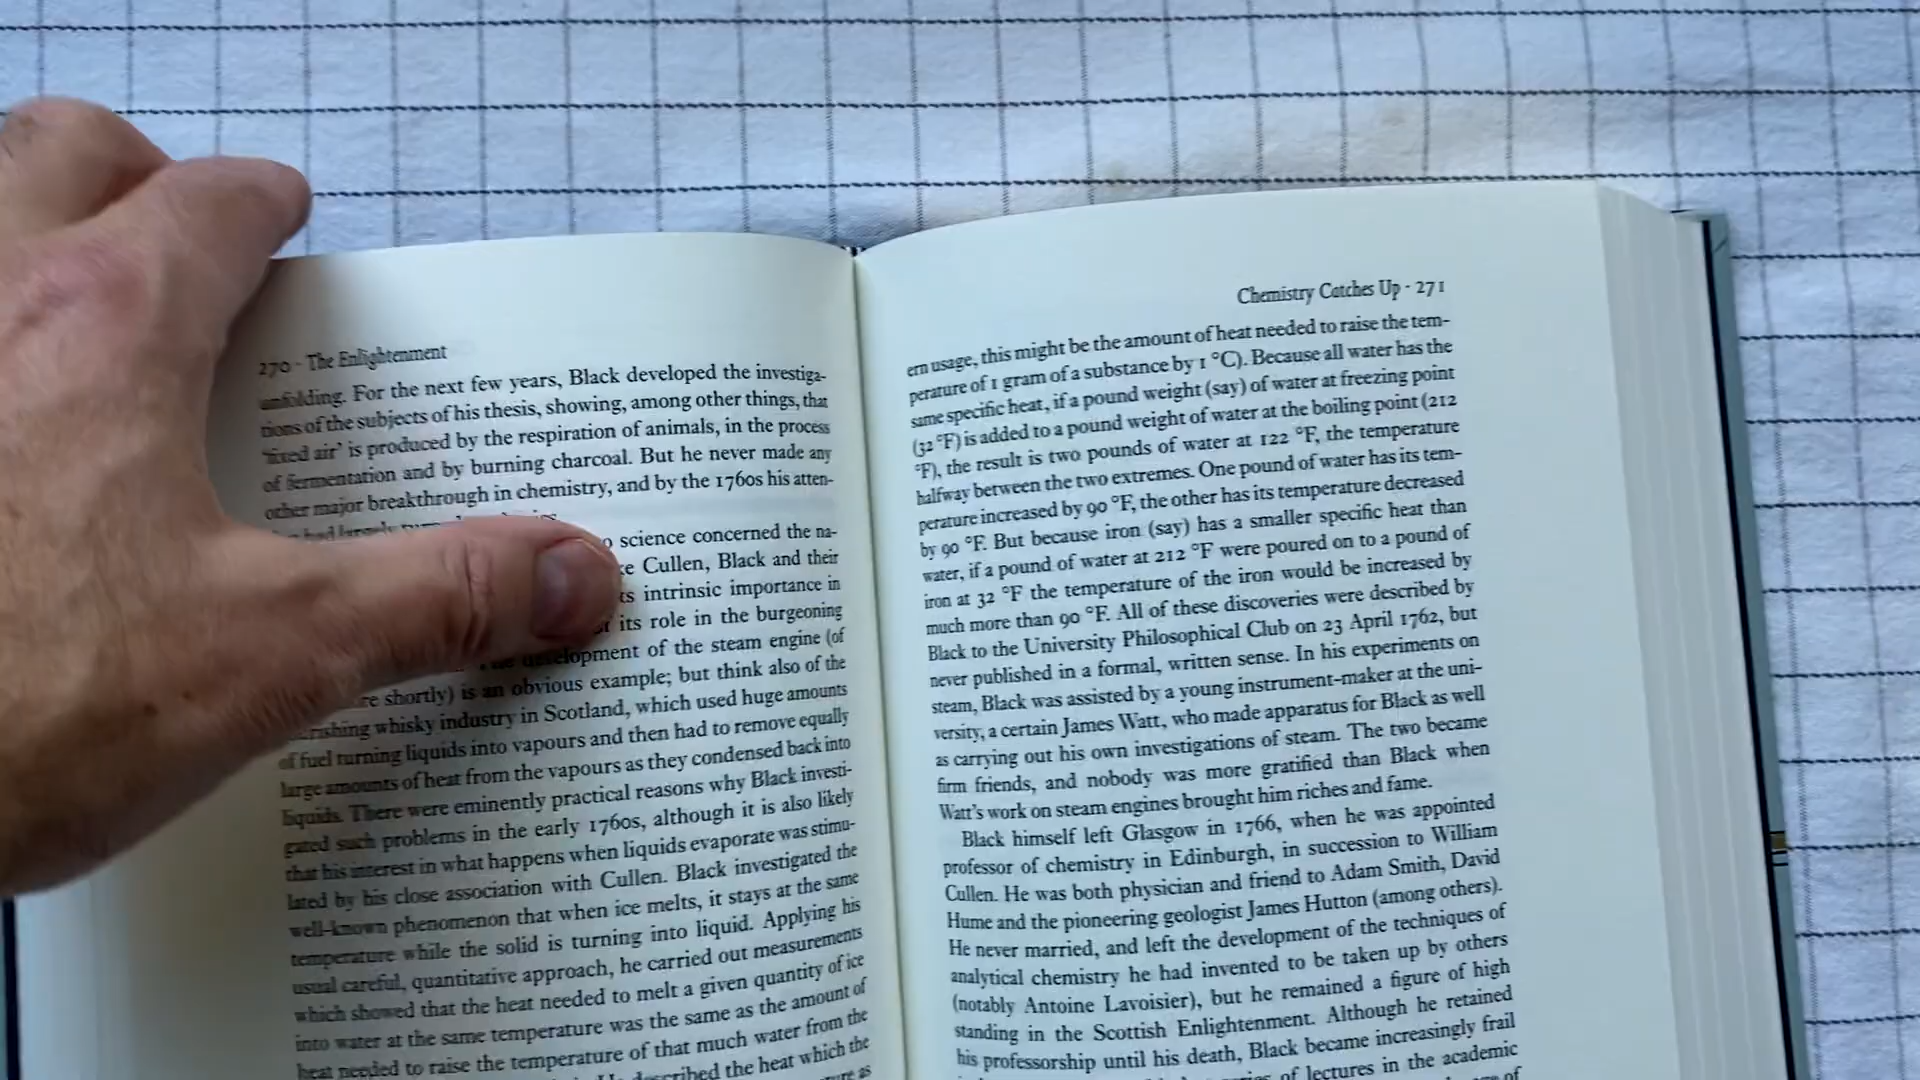 270 · The Enlightenment
unfolding. For the next few years, Black developed the investiga-
tions of the subjects of his thesis, showing, among other things, that
'fixed air' is produced by the respiration of animals, in the process
of fermentation and by burning charcoal. But he never made any
other major breakthrough in chemistry, and by the 1760s his atten-
had largely
science concerned the na-
Cullen, Black and their
intrinsic importance in
its role in the burgeoning
development of the steam engine (of
shortly) is an obvious example; but think also of the
whisky industry in Scotland, which used huge amounts
of fuel turning liquids into vapours and then had to remove equally
large amounts of heat from the vapours as they condensed back into
liquids. There were eminently practical reasons why Black investi-
gated such problems in the early 1760s, although it is also likely
that his interest in what happens when liquids evaporate was stimu-
lated by his close association with Cullen. Black investigated the
well-known phenomenon that when ice melts, it stays at the same
temperature while the solid is turning into liquid. Applying his
usual careful, quantitative approach, he carried out measurements
which showed that the heat needed to melt a given quantity of ice
into water at the same temperature was the same as the amount of
heat needed to raise the temperature of that much water from the
described the heat which the
as
Chemistry Catches Up · 271
ern usage, this might be the amount of heat needed to raise the tem-
perature of 1 gram of a substance by 1 °C). Because all water has the
same specific heat, if a pound weight (say) of water at freezing point
(32 °F) is added to a pound weight of water at the boiling point (212
°F), the result is two pounds of water at 122 °F, the temperature
halfway between the two extremes. One pound of water has its tem-
perature increased by 90 °F, the other has its temperature decreased
by 90 °F. But because iron (say) has a smaller specific heat than
water, if a pound of water at 212 °F were poured on to a pound of
iron at 32 °F the temperature of the iron would be increased by
much more than 90 °F. All of these discoveries were described by
Black to the University Philosophical Club on 23 April 1762, but
never published in a formal, written sense. In his experiments on
steam, Black was assisted by a young instrument-maker at the uni-
versity, a certain James Watt, who made apparatus for Black as well
as carrying out his own investigations of steam. The two became
firm friends, and nobody was more gratified than Black when
Watt's work on steam engines brought him riches and fame.
Black himself left Glasgow in 1766, when he was appointed
professor of chemistry in Edinburgh, in succession to William
Cullen. He was both physician and friend to Adam Smith, David
Hume and the pioneering geologist James Hutton (among others).
He never married, and left the development of the techniques of
analytical chemistry he had invented to be taken up by others
(notably Antoine Lavoisier), but he remained a figure of high
standing in the Scottish Enlightenment. Although he retained
his professorship until his death, Black became increasingly frail
of lectures in the academic
of